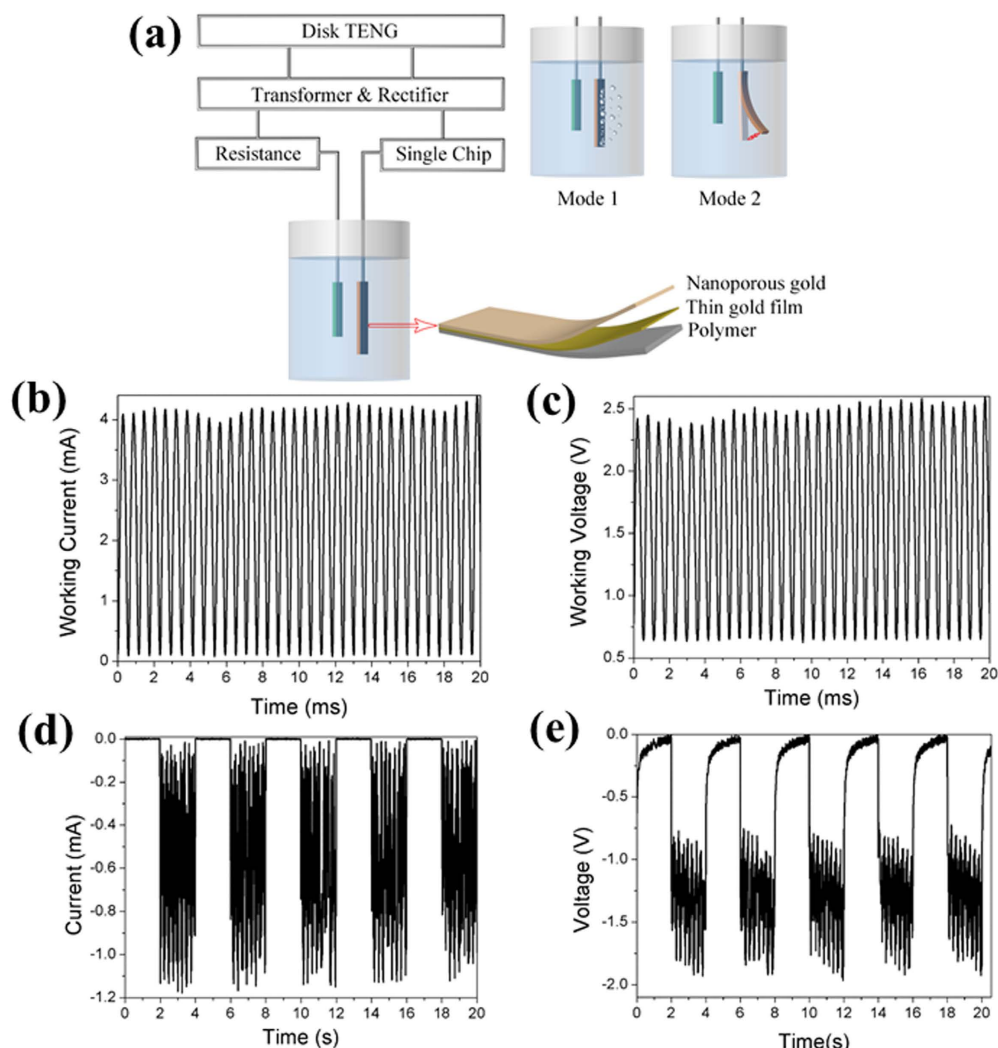 (a)
Disk TENG
Transformer & Rectifier
Resistance
Single Chip
Mode 1
Mode 2
Nanoporous gold
Thin gold film
Polymer
(b)
Working Current (mA)
4
3
2
1
0
0 2 4 6 8 10 12 14 16 18 20
Time (ms)
(c)
Working Voltage (V)
2.5
2.0
1.5
1.0
0.5
0 2 4 6 8 10 12 14 16 18 20
Time (ms)
(d)
Current (mA)
0.0
-0.2
-0.4
-0.6
-0.8
-1.0
-1.2
0 2 4 6 8 10 12 14 16 18 20
Time (s)
(e)
Voltage (V)
0.0
-0.5
-1.0
-1.5
-2.0
0 2 4 6 8 10 12 14 16 18 20
Time(s)